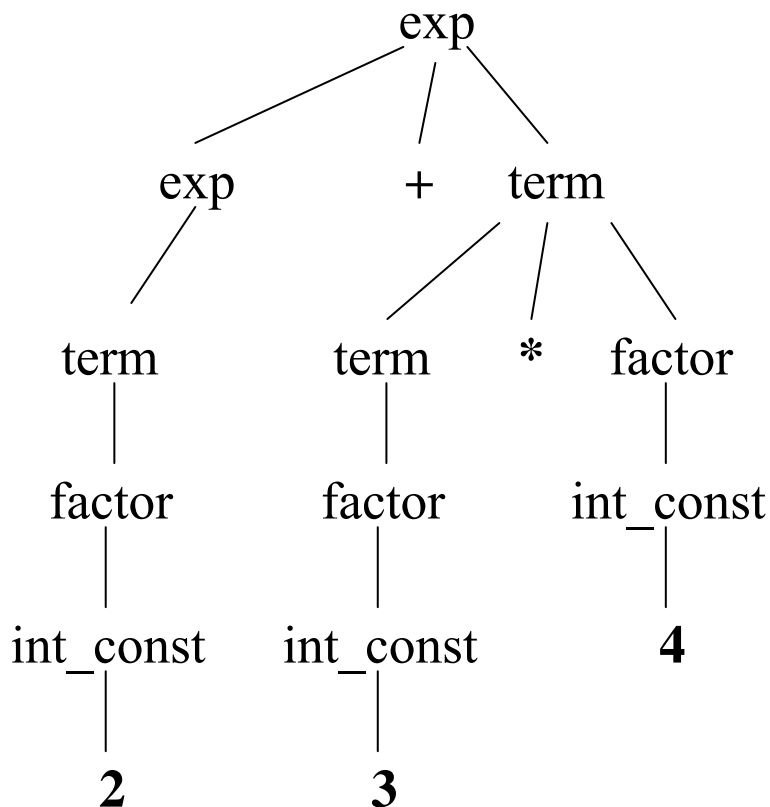 exp
exp + term
term term * factor
factor factor int_const
int_const int_const 4
2 3